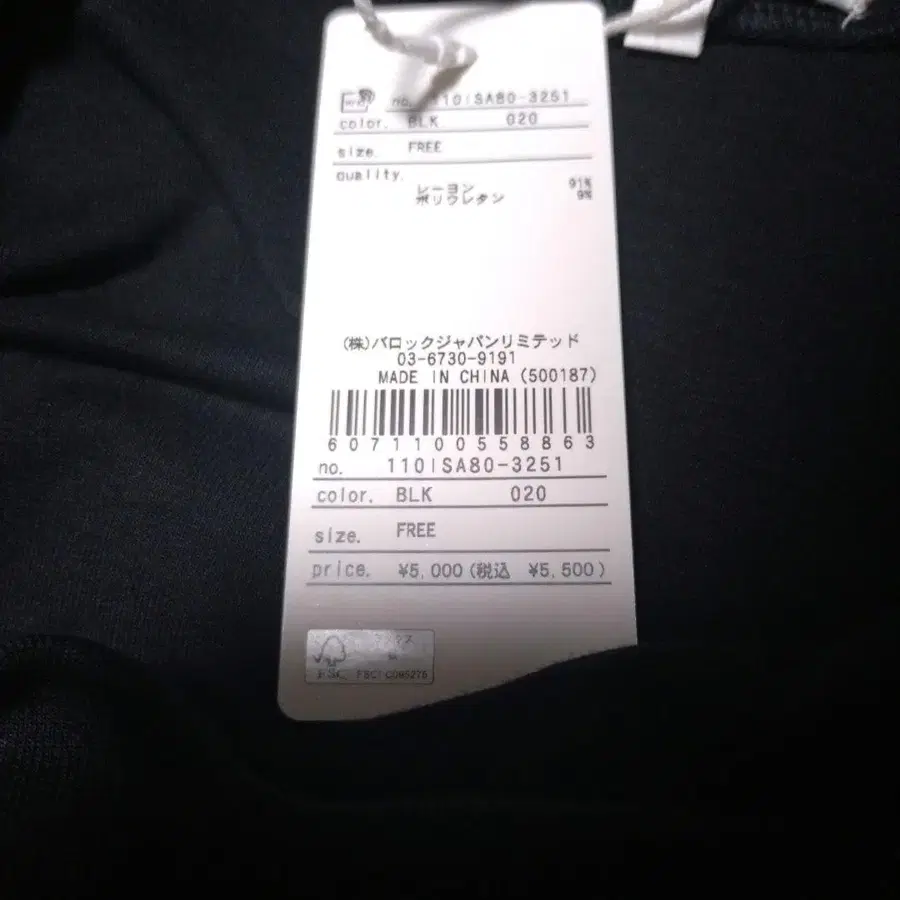 no. 110ISA80-3251
color. BLK 020
size. FREE
quality.
レーヨン 91%
ポリウレタン 9%
(株)バロックジャパンリミテッド
03-6730-9191
MADE IN CHINA (500187)
6071100558863
no. 110ISA80-3251
color. BLK 020
size. FREE
price. ¥5,000(税込 ¥5,500)
FSC FSC® C095275